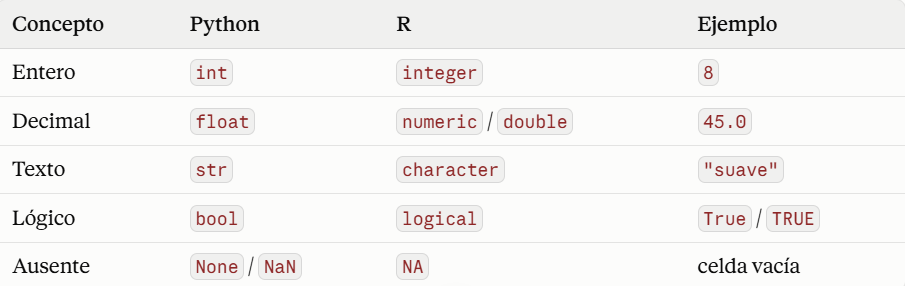 Concepto Python R Ejemplo
Entero int integer 8
Decimal float numeric / double 45.0
Texto str character "suave"
Lógico bool logical True / TRUE
Ausente None / NaN NA celda vacía